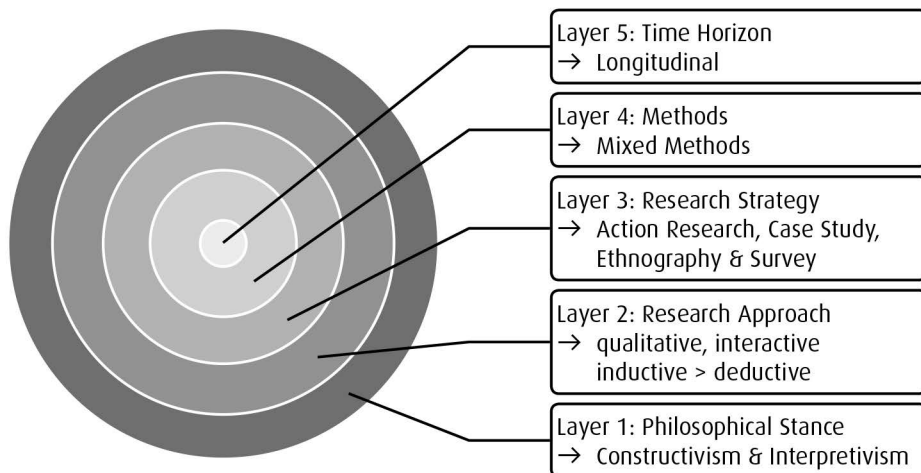 Layer 5: Time Horizon
→ Longitudinal
Layer 4: Methods
→ Mixed Methods
Layer 3: Research Strategy
→ Action Research, Case Study,
Ethnography & Survey
Layer 2: Research Approach
→ qualitative, interactive
inductive > deductive
Layer 1: Philosophical Stance
→ Constructivism & Interpretivism